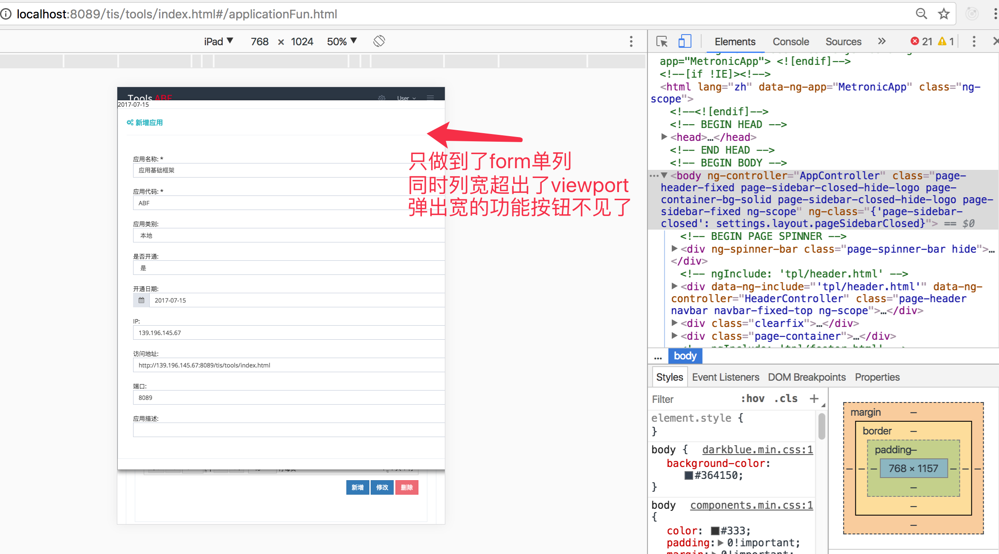 localhost:8089/tis/tools/index.html#/applicationFun.html
iPad ▼ 768 × 1024 50% ▼
Elements Console Sources » 21 1
Tools ABF User
2017-07-15
新增应用
应用名称: *
应用基础框架
应用代码: *
ABF
应用类别:
本地
是否开通:
是
开通日期:
2017-07-15
IP:
139.196.145.67
访问地址:
http://139.196.145.67:8089/tis/tools/index.html
端口:
8089
应用描述:
新增 修改 删除
只做到了form单列
同时列宽超出了viewport
弹出宽的功能按钮不见了
app="MetronicApp"> <![endif]-->
<!--[if !IE]><!-->
<html lang="zh" data-ng-app="MetronicApp" class="ng-
scope">
<!--<![endif]-->
<!-- BEGIN HEAD -->
<head>…</head>
<!-- END HEAD -->
<!-- BEGIN BODY -->
<body ng-controller="AppController" class="page-
header-fixed page-sidebar-closed-hide-logo page-
container-bg-solid page-sidebar-closed-hide-logo page-
sidebar-fixed ng-scope" ng-class="{'page-sidebar-
closed': settings.layout.pageSidebarClosed}"> == $0
<!-- BEGIN PAGE SPINNER -->
<div ng-spinner-bar class="page-spinner-bar hide">…
</div>
<!-- ngInclude: 'tpl/header.html' -->
<div data-ng-include="'tpl/header.html'" data-ng-
controller="HeaderController" class="page-header
navbar navbar-fixed-top ng-scope">…</div>
<div class="clearfix">…</div>
<div class="page-container">…</div>
<!-- ngInclude: 'tpl/footer.html' -->
... body
Styles Event Listeners DOM Breakpoints Properties
Filter :hov .cls +
element.style {
}
body { darkblue.min.css:1
background-color:
#364150;
}
body components.min.css:1
{
color: #333;
padding: 0!important;
margin: 0!important;
margin –
border –
padding –
768 × 1157